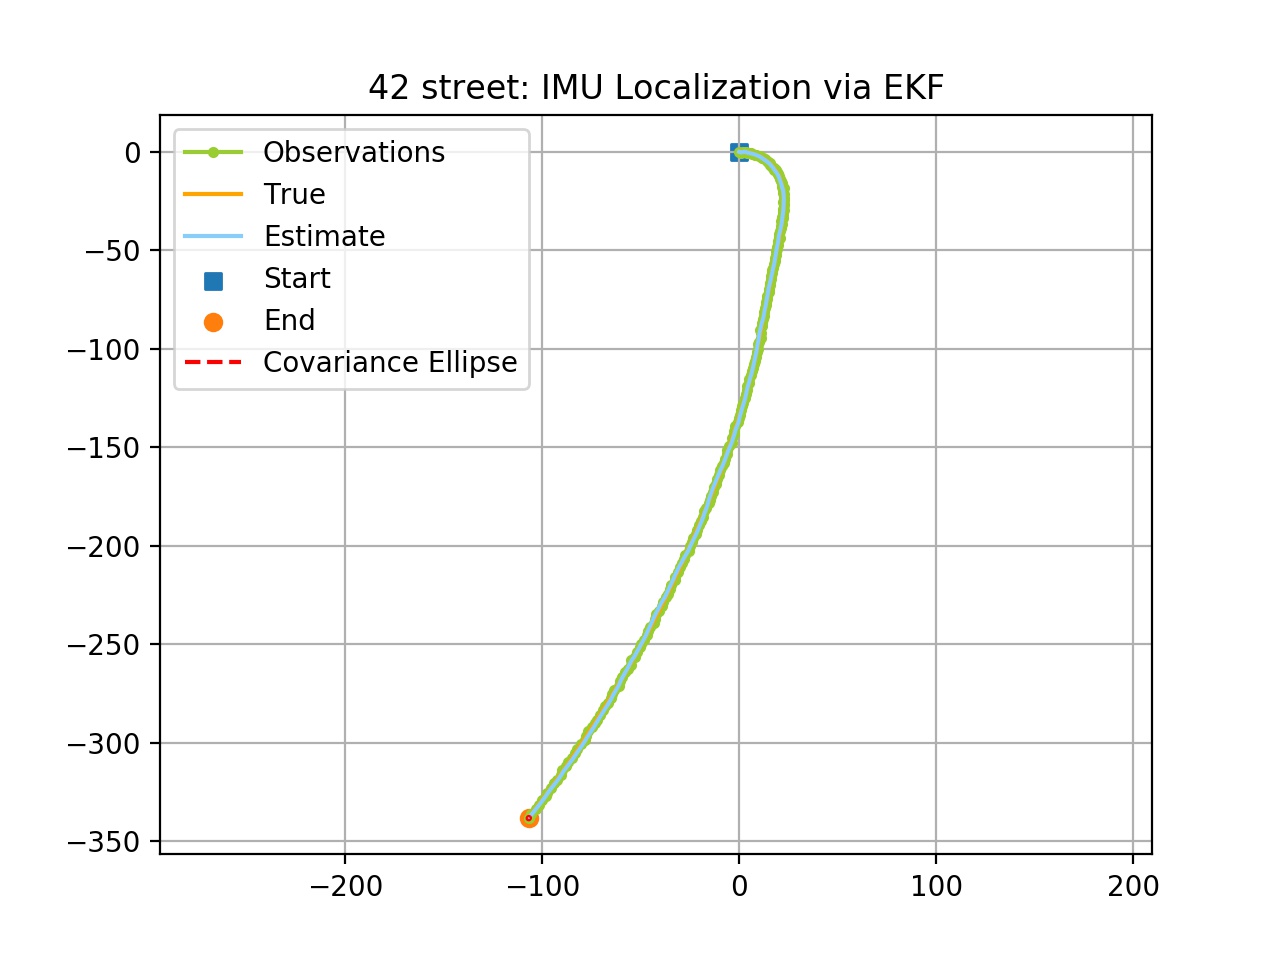 42 street: IMU Localization via EKF
Observations
True
Estimate
Start
End
Covariance Ellipse
0
−50
−100
−150
−200
−250
−300
−350
−200
−100
0
100
200